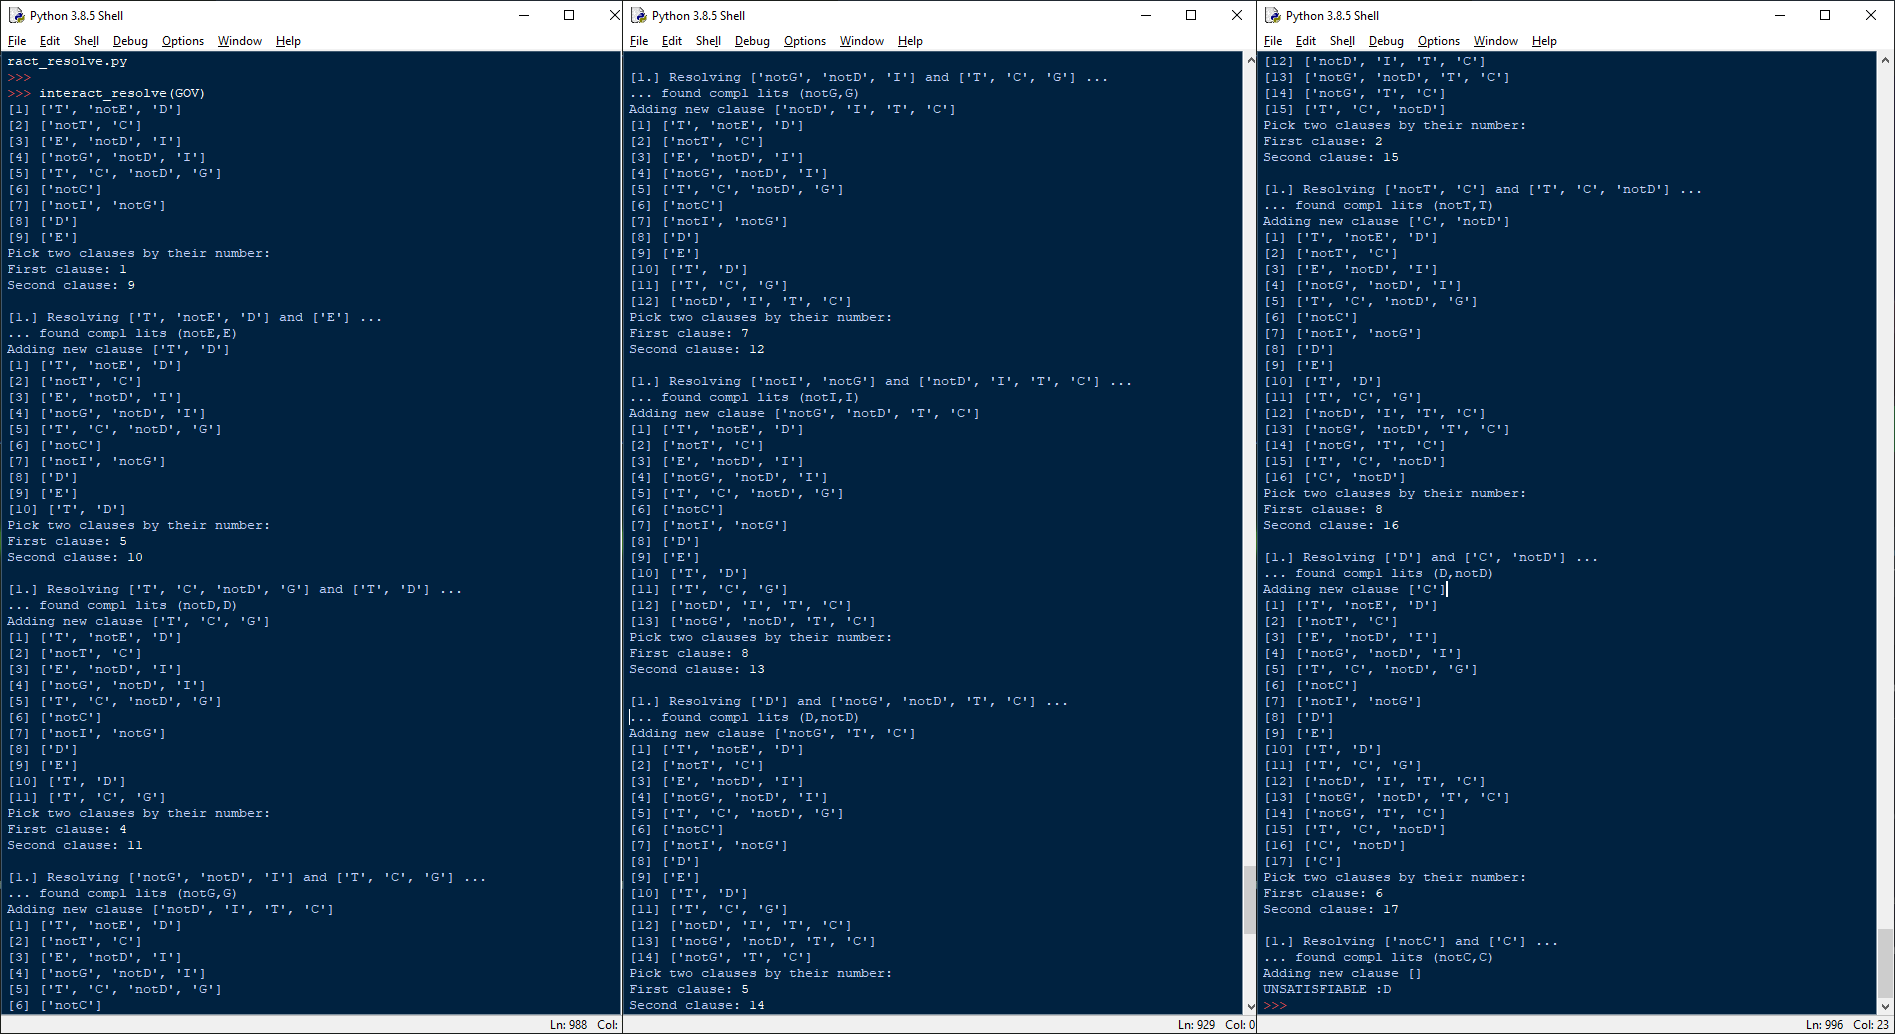 Python 3.8.5 Shell
File Edit Shell Debug Options Window Help
ract_resolve.py
>>>
>>> interact_resolve(GOV)
[1] ['T', 'notE', 'D']
[2] ['notT', 'C']
[3] ['E', 'notD', 'I']
[4] ['notG', 'notD', 'I']
[5] ['T', 'C', 'notD', 'G']
[6] ['notC']
[7] ['notI', 'notG']
[8] ['D']
[9] ['E']
Pick two clauses by their number:
First clause: 1
Second clause: 9
[1.] Resolving ['T', 'notE', 'D'] and ['E'] ...
... found compl lits (notE,E)
Adding new clause ['T', 'D']
[1] ['T', 'notE', 'D']
[2] ['notT', 'C']
[3] ['E', 'notD', 'I']
[4] ['notG', 'notD', 'I']
[5] ['T', 'C', 'notD', 'G']
[6] ['notC']
[7] ['notI', 'notG']
[8] ['D']
[9] ['E']
[10] ['T', 'D']
Pick two clauses by their number:
First clause: 5
Second clause: 10
[1.] Resolving ['T', 'C', 'notD', 'G'] and ['T', 'D'] ...
... found compl lits (notD,D)
Adding new clause ['T', 'C', 'G']
[1] ['T', 'notE', 'D']
[2] ['notT', 'C']
[3] ['E', 'notD', 'I']
[4] ['notG', 'notD', 'I']
[5] ['T', 'C', 'notD', 'G']
[6] ['notC']
[7] ['notI', 'notG']
[8] ['D']
[9] ['E']
[10] ['T', 'D']
[11] ['T', 'C', 'G']
Pick two clauses by their number:
First clause: 4
Second clause: 11
[1.] Resolving ['notG', 'notD', 'I'] and ['T', 'C', 'G'] ...
... found compl lits (notG,G)
Adding new clause ['notD', 'I', 'T', 'C']
[1] ['T', 'notE', 'D']
[2] ['notT', 'C']
[3] ['E', 'notD', 'I']
[4] ['notG', 'notD', 'I']
[5] ['T', 'C', 'notD', 'G']
[6] ['notC']
Ln: 988 Col:
Python 3.8.5 Shell
File Edit Shell Debug Options Window Help
[1.] Resolving ['notG', 'notD', 'I'] and ['T', 'C', 'G'] ...
... found compl lits (notG,G)
Adding new clause ['notD', 'I', 'T', 'C']
[1] ['T', 'notE', 'D']
[2] ['notT', 'C']
[3] ['E', 'notD', 'I']
[4] ['notG', 'notD', 'I']
[5] ['T', 'C', 'notD', 'G']
[6] ['notC']
[7] ['notI', 'notG']
[8] ['D']
[9] ['E']
[10] ['T', 'D']
[11] ['T', 'C', 'G']
[12] ['notD', 'I', 'T', 'C']
Pick two clauses by their number:
First clause: 7
Second clause: 12
[1.] Resolving ['notI', 'notG'] and ['notD', 'I', 'T', 'C'] ...
... found compl lits (notI,I)
Adding new clause ['notG', 'notD', 'T', 'C']
[1] ['T', 'notE', 'D']
[2] ['notT', 'C']
[3] ['E', 'notD', 'I']
[4] ['notG', 'notD', 'I']
[5] ['T', 'C', 'notD', 'G']
[6] ['notC']
[7] ['notI', 'notG']
[8] ['D']
[9] ['E']
[10] ['T', 'D']
[11] ['T', 'C', 'G']
[12] ['notD', 'I', 'T', 'C']
[13] ['notG', 'notD', 'T', 'C']
Pick two clauses by their number:
First clause: 8
Second clause: 13
[1.] Resolving ['D'] and ['notG', 'notD', 'T', 'C'] ...
... found compl lits (D,notD)
Adding new clause ['notG', 'T', 'C']
[1] ['T', 'notE', 'D']
[2] ['notT', 'C']
[3] ['E', 'notD', 'I']
[4] ['notG', 'notD', 'I']
[5] ['T', 'C', 'notD', 'G']
[6] ['notC']
[7] ['notI', 'notG']
[8] ['D']
[9] ['E']
[10] ['T', 'D']
[11] ['T', 'C', 'G']
[12] ['notD', 'I', 'T', 'C']
[13] ['notG', 'notD', 'T', 'C']
[14] ['notG', 'T', 'C']
Pick two clauses by their number:
First clause: 5
Second clause: 14
Ln: 929 Col: 0
Python 3.8.5 Shell
File Edit Shell Debug Options Window Help
[12] ['notD', 'I', 'T', 'C']
[13] ['notG', 'notD', 'T', 'C']
[14] ['notG', 'T', 'C']
[15] ['T', 'C', 'notD']
Pick two clauses by their number:
First clause: 2
Second clause: 15
[1.] Resolving ['notT', 'C'] and ['T', 'C', 'notD'] ...
... found compl lits (notT,T)
Adding new clause ['C', 'notD']
[1] ['T', 'notE', 'D']
[2] ['notT', 'C']
[3] ['E', 'notD', 'I']
[4] ['notG', 'notD', 'I']
[5] ['T', 'C', 'notD', 'G']
[6] ['notC']
[7] ['notI', 'notG']
[8] ['D']
[9] ['E']
[10] ['T', 'D']
[11] ['T', 'C', 'G']
[12] ['notD', 'I', 'T', 'C']
[13] ['notG', 'notD', 'T', 'C']
[14] ['notG', 'T', 'C']
[15] ['T', 'C', 'notD']
[16] ['C', 'notD']
Pick two clauses by their number:
First clause: 8
Second clause: 16
[1.] Resolving ['D'] and ['C', 'notD'] ...
... found compl lits (D,notD)
Adding new clause ['C']
[1] ['T', 'notE', 'D']
[2] ['notT', 'C']
[3] ['E', 'notD', 'I']
[4] ['notG', 'notD', 'I']
[5] ['T', 'C', 'notD', 'G']
[6] ['notC']
[7] ['notI', 'notG']
[8] ['D']
[9] ['E']
[10] ['T', 'D']
[11] ['T', 'C', 'G']
[12] ['notD', 'I', 'T', 'C']
[13] ['notG', 'notD', 'T', 'C']
[14] ['notG', 'T', 'C']
[15] ['T', 'C', 'notD']
[16] ['C', 'notD']
[17] ['C']
Pick two clauses by their number:
First clause: 6
Second clause: 17
[1.] Resolving ['notC'] and ['C'] ...
... found compl lits (notC,C)
Adding new clause []
UNSATISFIABLE :D
>>>
Ln: 996 Col: 23